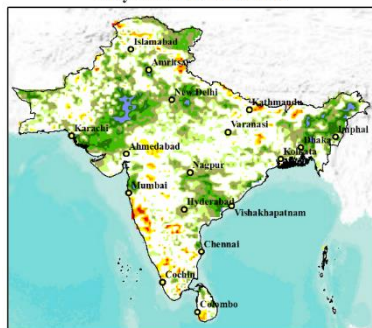 Islamabad
Amritsar
New Delhi
Kathmandu
Karachi
Varanasi
Dhaka
Imphal
Ahmedabad
Kolkata
Nagpur
Mumbai
Hyderabad
Vishakhapatnam
Chennai
Cochin
Colombo